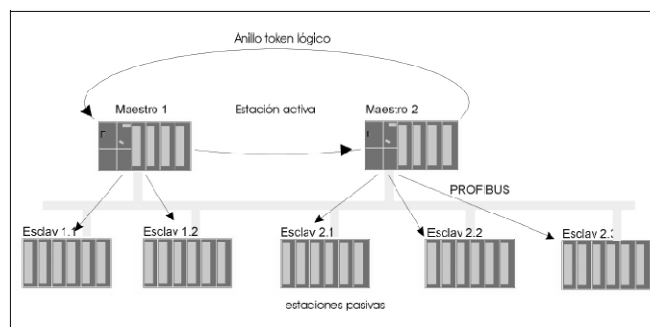 Anillo token lógico
Maestro 1
Estación activa
Maestro 2
PROFIBUS
Esclav 1.1
Esclav 1.2
Esclav 2.1
Esclav 2.2
Esclav 2.3
estaciones pasivas